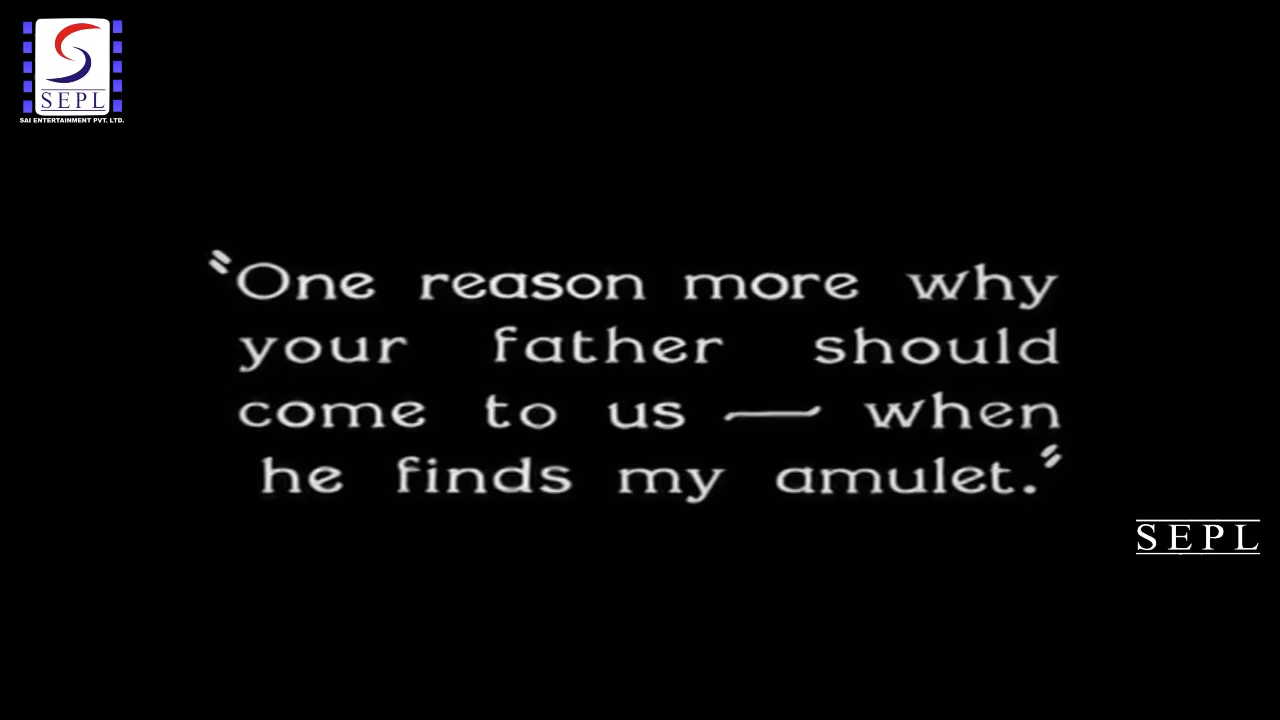 SEPL
SAI ENTERTAINMENT PVT. LTD.
"One reason more why
your father should
come to us — when
he finds my amulet."
SEPL